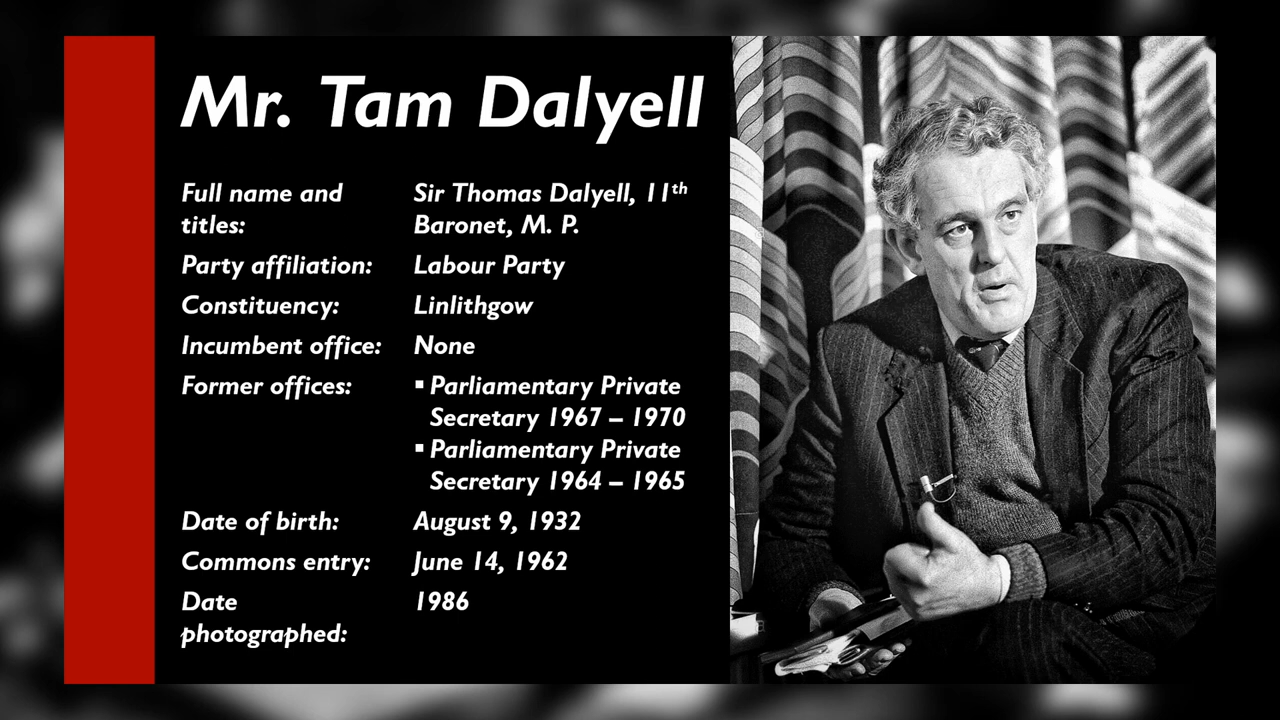 Mr. Tam Dalyell
Full name and titles:
Sir Thomas Dalyell, 11th Baronet, M. P.
Party affiliation: Labour Party
Constituency: Linlithgow
Incumbent office: None
Former offices:
▪ Parliamentary Private
Secretary 1967 – 1970
▪ Parliamentary Private
Secretary 1964 – 1965
Date of birth: August 9, 1932
Commons entry: June 14, 1962
Date photographed:
1986